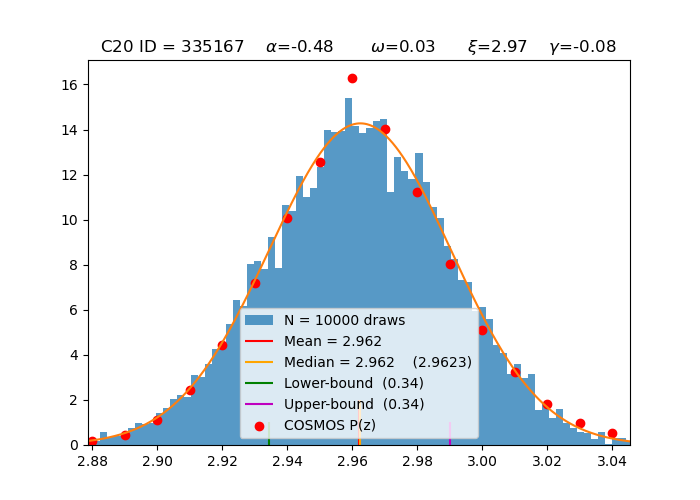 C20 ID = 335167 α=-0.48 ω=0.03 ξ=2.97 γ=-0.08
16
14
12
10
8
6
4
2
0
N = 10000 draws
Mean = 2.962
Median = 2.962 (2.9623)
Lower-bound (0.34)
Upper-bound (0.34)
COSMOS P(z)
2.88 2.90 2.92 2.94 2.96 2.98 3.00 3.02 3.04